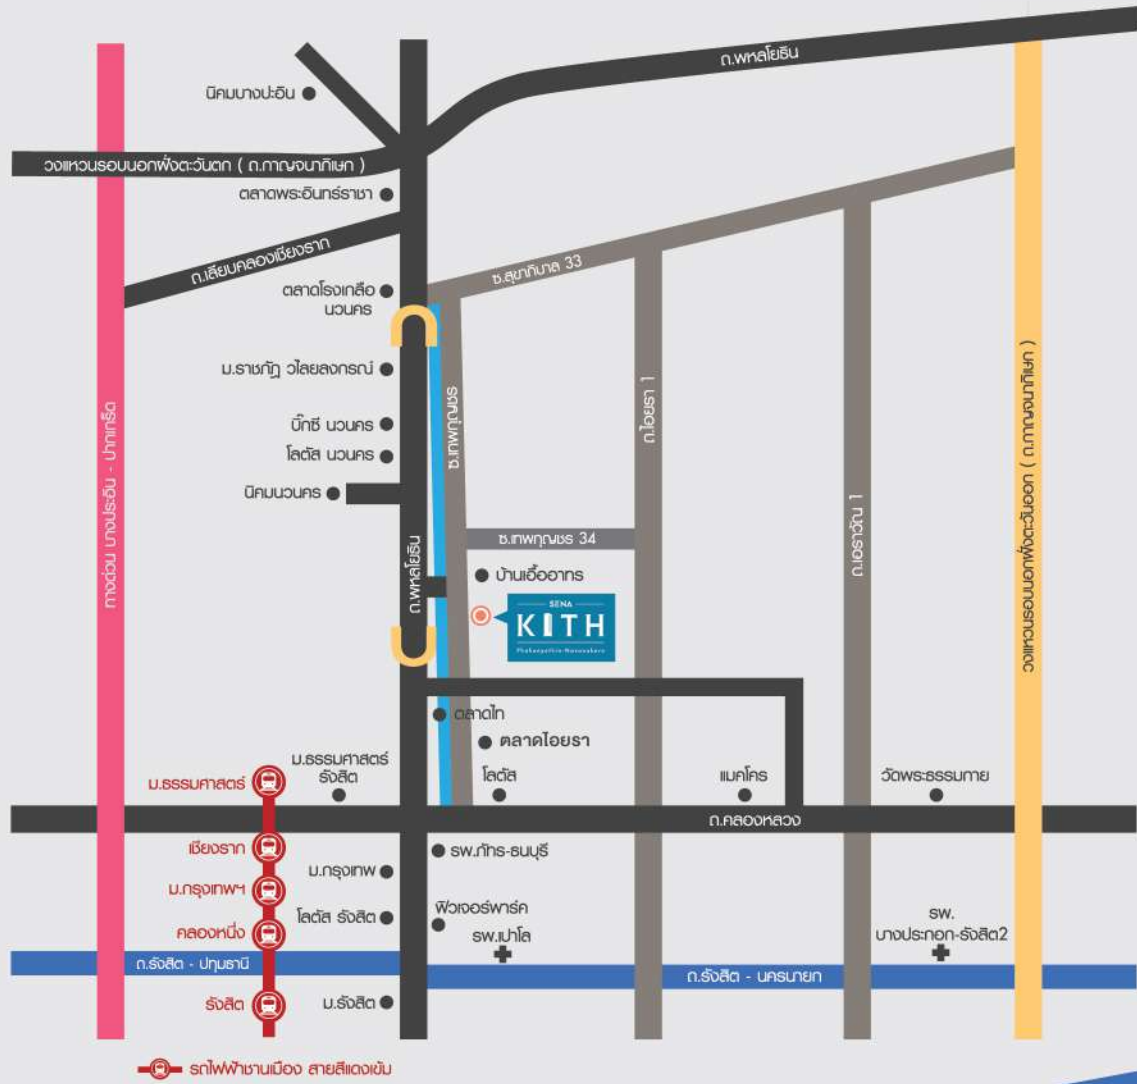 ถ.พหลโยธิน
นิคมบางปะอิน
วงแหวนรอบนอกฝั่งตะวันตก ( ถ.กาญจนาภิเษก )
ตลาดพระอินทร์ราชา
ถ.เลียบคลองเชียงราก
ซ.สุขาภิบาล 33
ตลาดโรงเกลือ
นวนคร
ม.ราชภัฏ วไลยลงกรณ์
บิ๊กซี นวนคร
โลตัส นวนคร
นิคมนวนคร
ทางด่วน บางปะอิน - ปากเกร็ด
ถ.พหลโยธิน
ซ.เทพกุญชร
ถ.ไอยรา 1
ถ.เอราวัณ 1
วงแหวนรอบนอกฝั่งตะวันออก ( ถ.กาญจนาภิเษก )
ซ.เทพกุญชร 34
บ้านเอื้ออาทร
SENA
KITH
Phaholyothin-Navanakorn
ตลาดไท
ตลาดไอยรา
ม.ธรรมศาสตร์
รังสิต
ม.ธรรมศาสตร์
โลตัส
แมคโคร
วัดพระธรรมกาย
ถ.คลองหลวง
เชียงราก
รพ.ภัทร-ธนบุรี
ม.กรุงเทพ
ม.กรุงเทพฯ
โลตัส รังสิต
ฟิวเจอร์พาร์ค
คลองหนึ่ง
รพ.เปาโล
รพ.
บางปะกอก-รังสิต2
ถ.รังสิต - ปทุมธานี
ถ.รังสิต - นครนายก
รังสิต
ม.รังสิต
รถไฟฟ้าชานเมือง สายสีแดงเข้ม